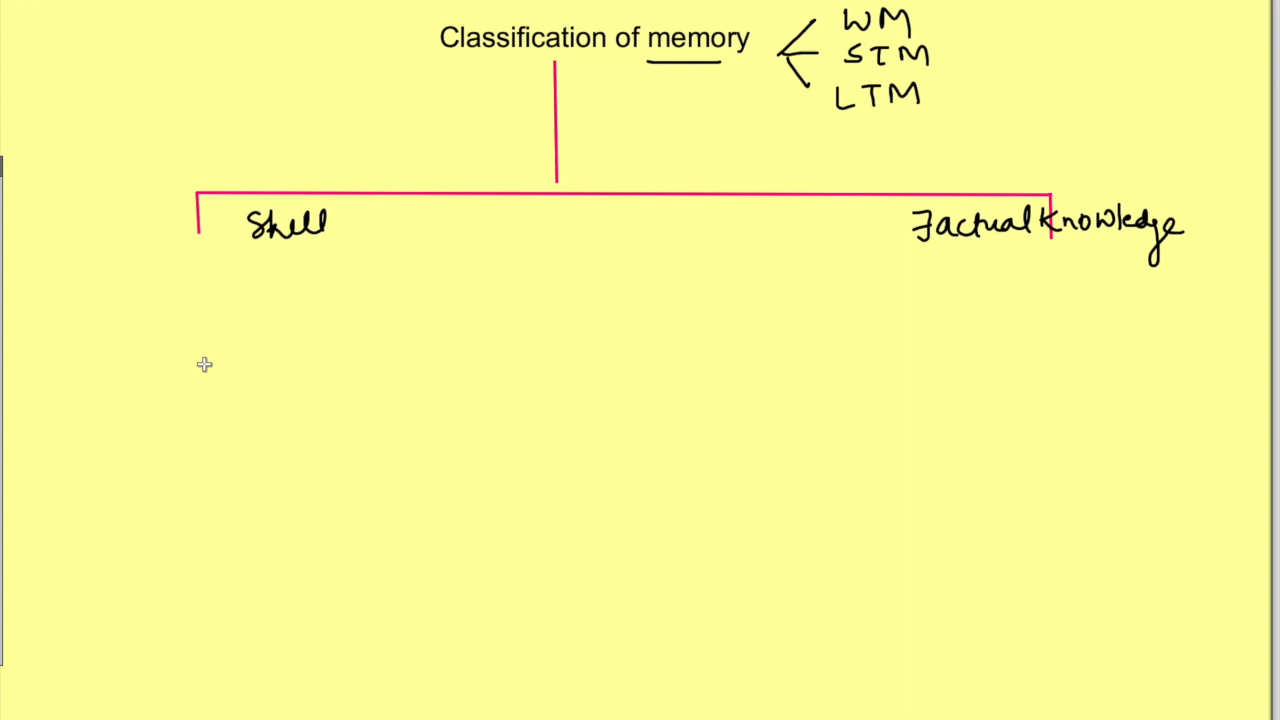 Classification of memory
WM
STM
LTM
Skill
Factual Knowledge